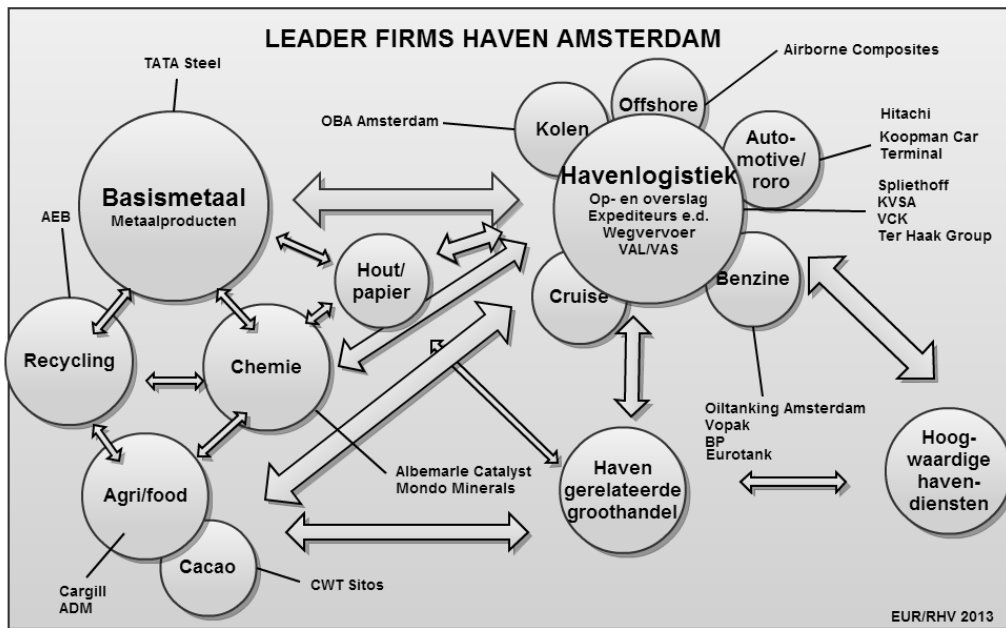 LEADER FIRMS HAVEN AMSTERDAM
TATA Steel
Airborne Composites
OBA Amsterdam
Offshore
Kolen
Hitachi
Koopman Car
Terminal
Auto-
motive/
roro
Basismetaal
Metaalproducten
Havenlogistiek
Op- en overslag
Expediteurs e.d.
Wegvervoer
VAL/VAS
Spliethoff
KVSA
VCK
Ter Haak Group
AEB
Hout/
papier
Cruise
Benzine
Recycling
Chemie
Oiltanking Amsterdam
Vopak
BP
Eurotank
Albemarle Catalyst
Mondo Minerals
Haven
gerelateerde
groothandel
Hoog-
waardige
haven-
diensten
Agri/food
Cacao
CWT Sitos
Cargill
ADM
EUR/RHV 2013